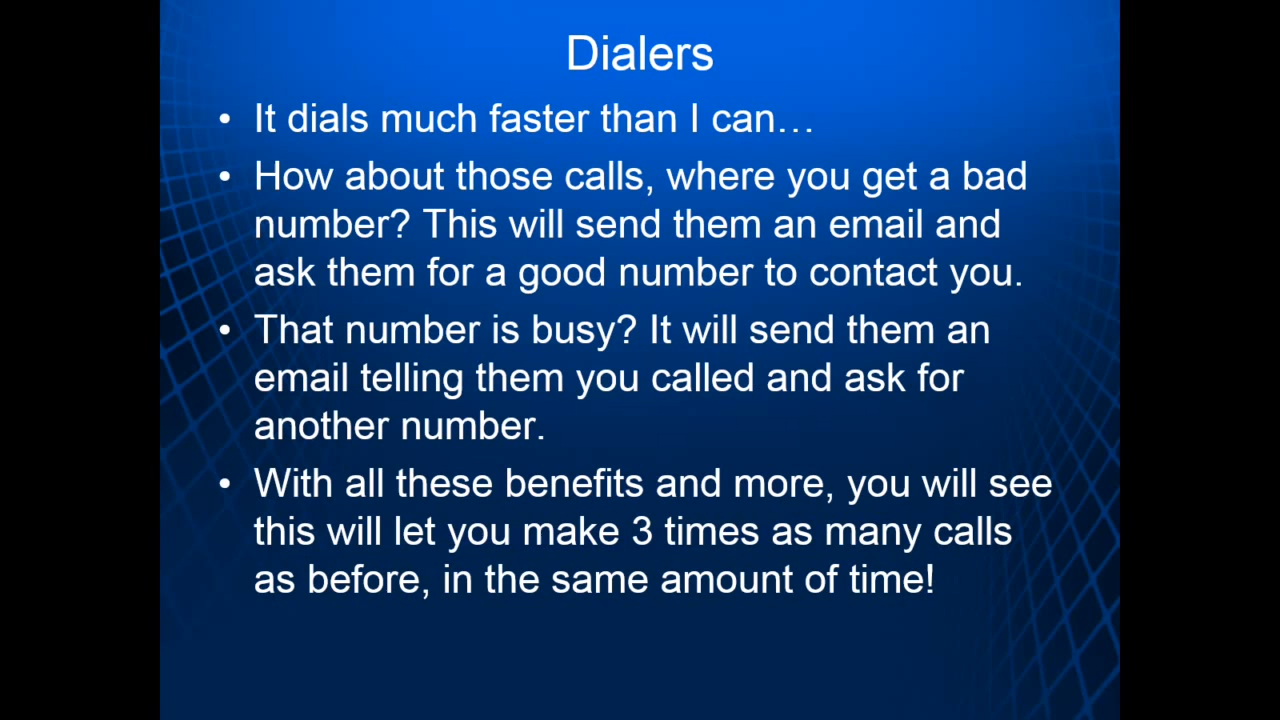 Dialers
• It dials much faster than I can…
• How about those calls, where you get a bad
number? This will send them an email and
ask them for a good number to contact you.
• That number is busy? It will send them an
email telling them you called and ask for
another number.
• With all these benefits and more, you will see
this will let you make 3 times as many calls
as before, in the same amount of time!